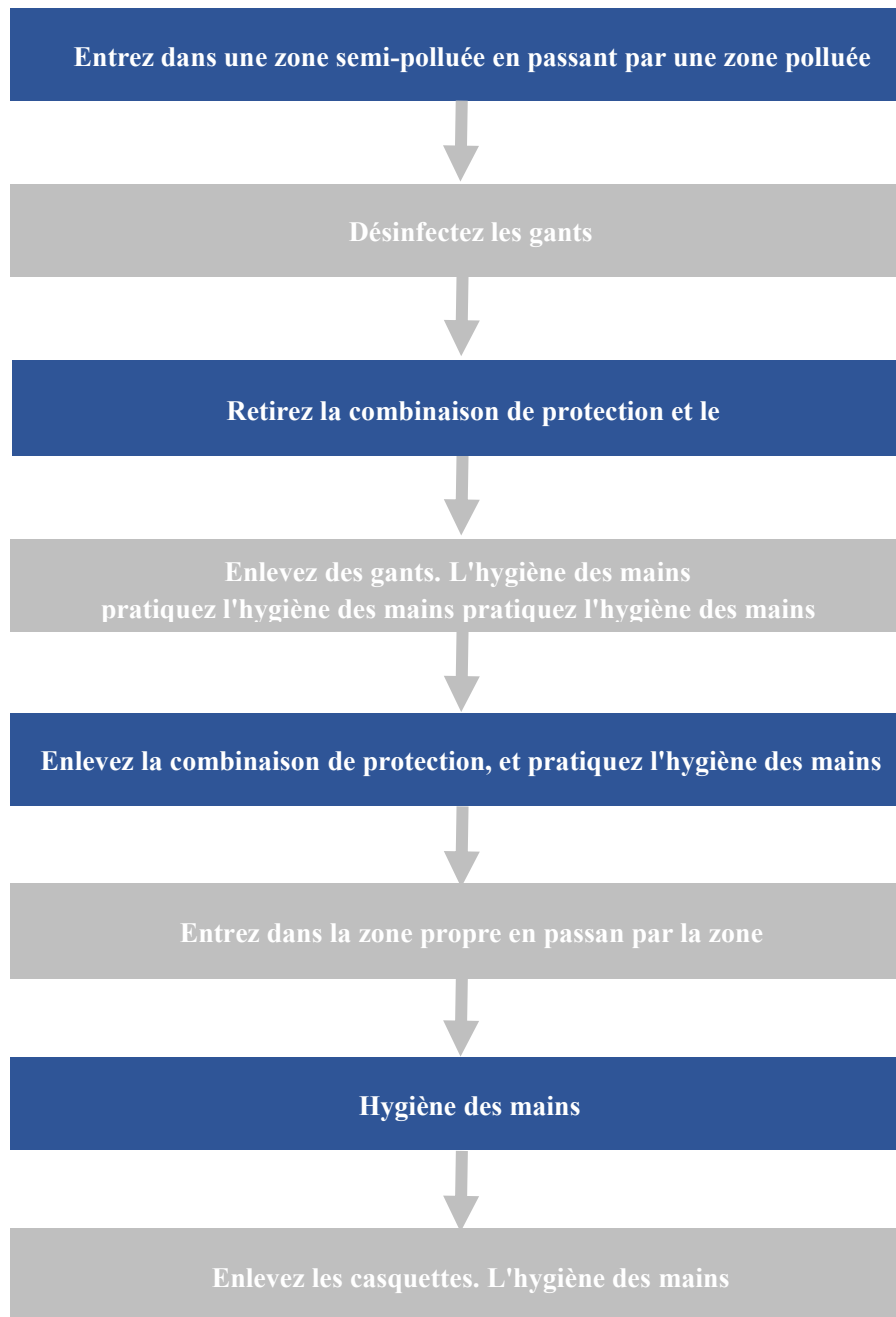 Entrez dans une zone semi-polluée en passant par une zone polluée
Désinfectez les gants
Retirez la combinaison de protection et le
Enlevez des gants. L'hygiène des mains
pratiquez l'hygiène des mains pratiquez l'hygiène des mains
Enlevez la combinaison de protection, et pratiquez l'hygiène des mains
Entrez dans la zone propre en passan par la zone
Hygiène des mains
Enlevez les casquettes. L'hygiène des mains